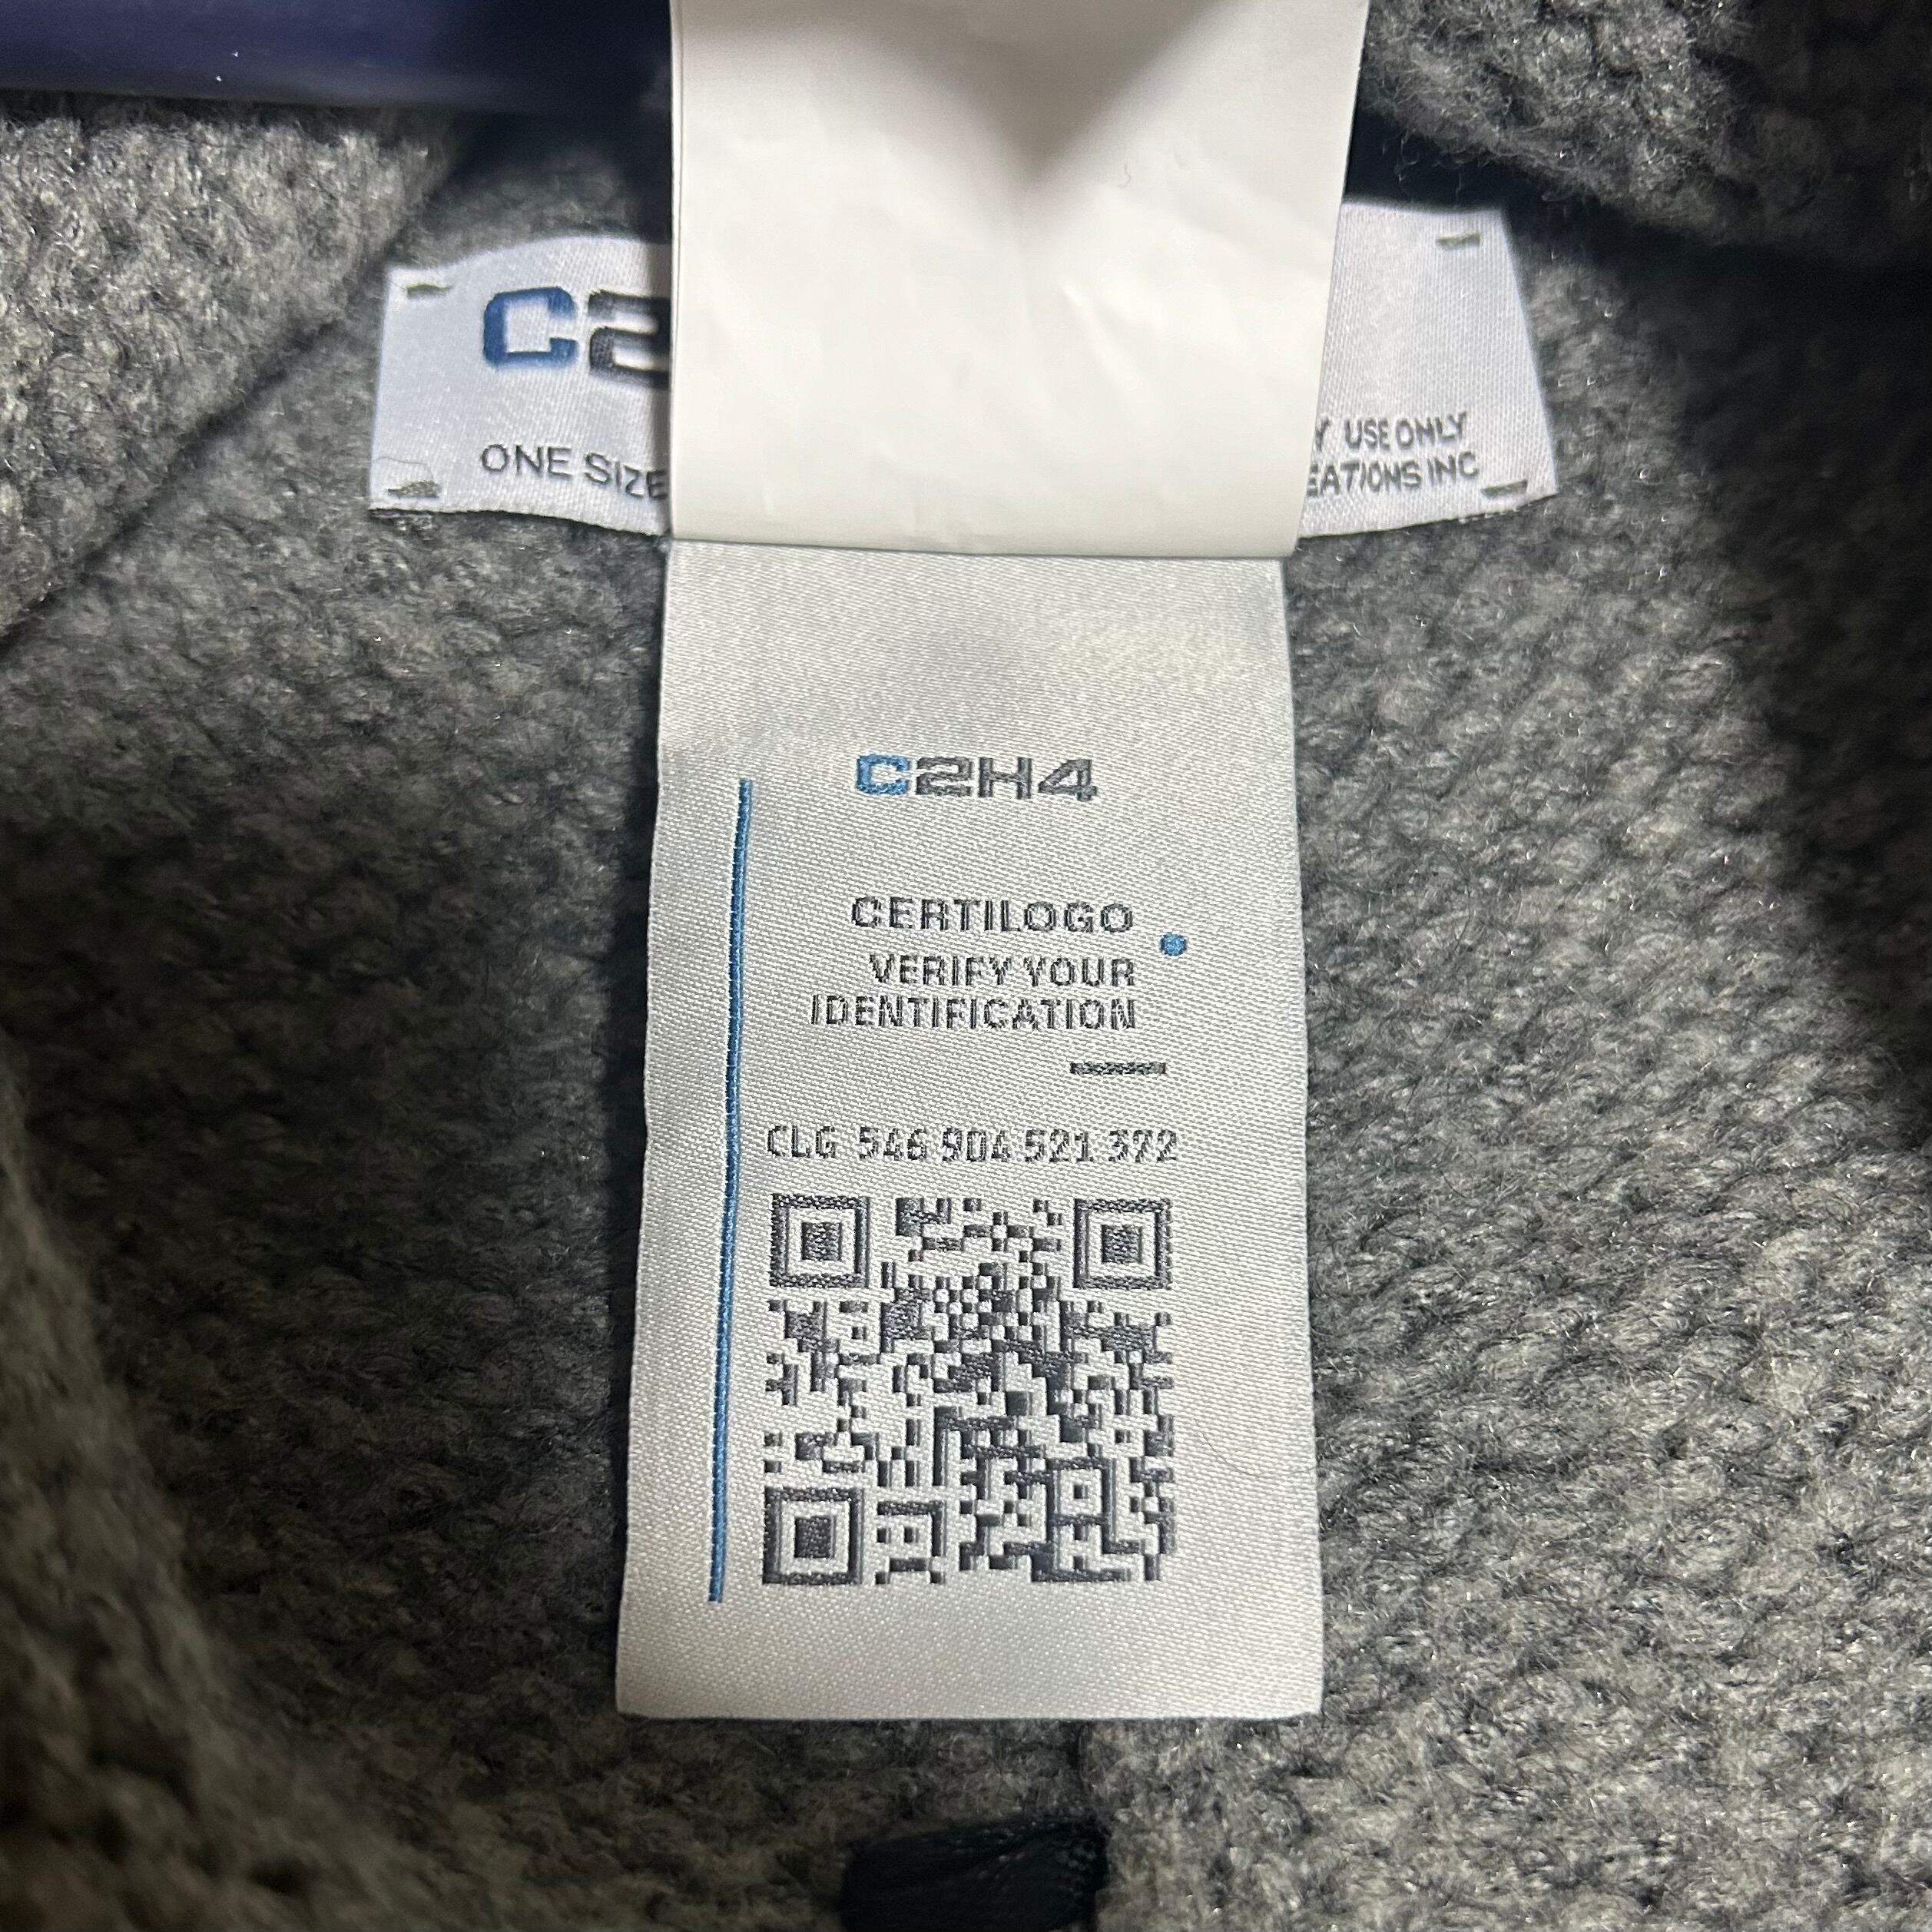 C2
ONE SIZE
Y USE ONLY
EATIONS INC
C2H4
CERTILOGO
VERIFY YOUR
IDENTIFICATION
CLG 546 904 521 372